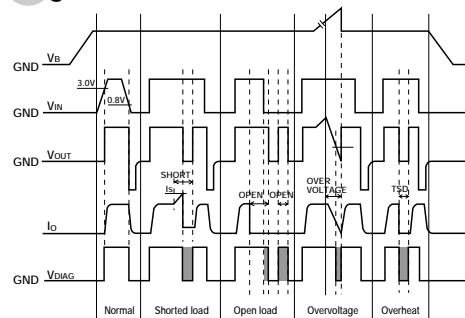 GND VB
3.0V
0.8V
GND VIN
GND VOUT
SHORT
IS
OPEN OPEN
OVER
VOLTAGE
TSD
IO
GND VDIAG
Normal Shorted load Open load Overvoltage Overheat